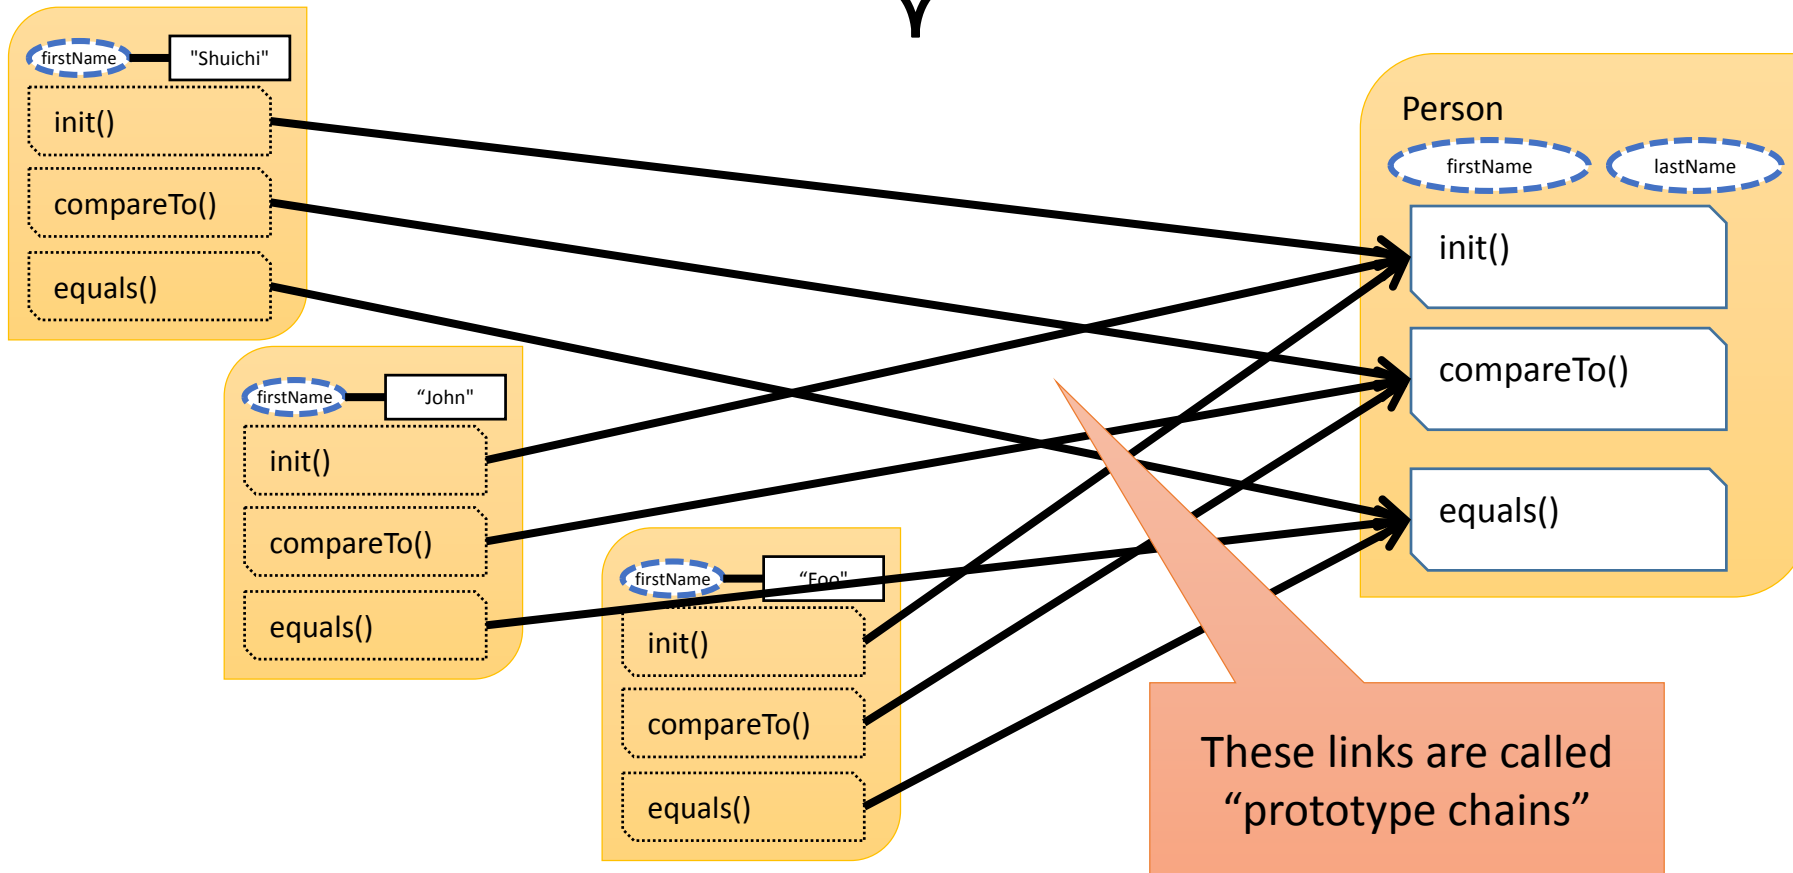 firstName
"Shuichi"
init()
compareTo()
equals()
firstName
“John"
init()
compareTo()
equals()
firstName
“Foo"
init()
compareTo()
equals()
Person
firstName
lastName
init()
compareTo()
equals()
These links are called
“prototype chains”